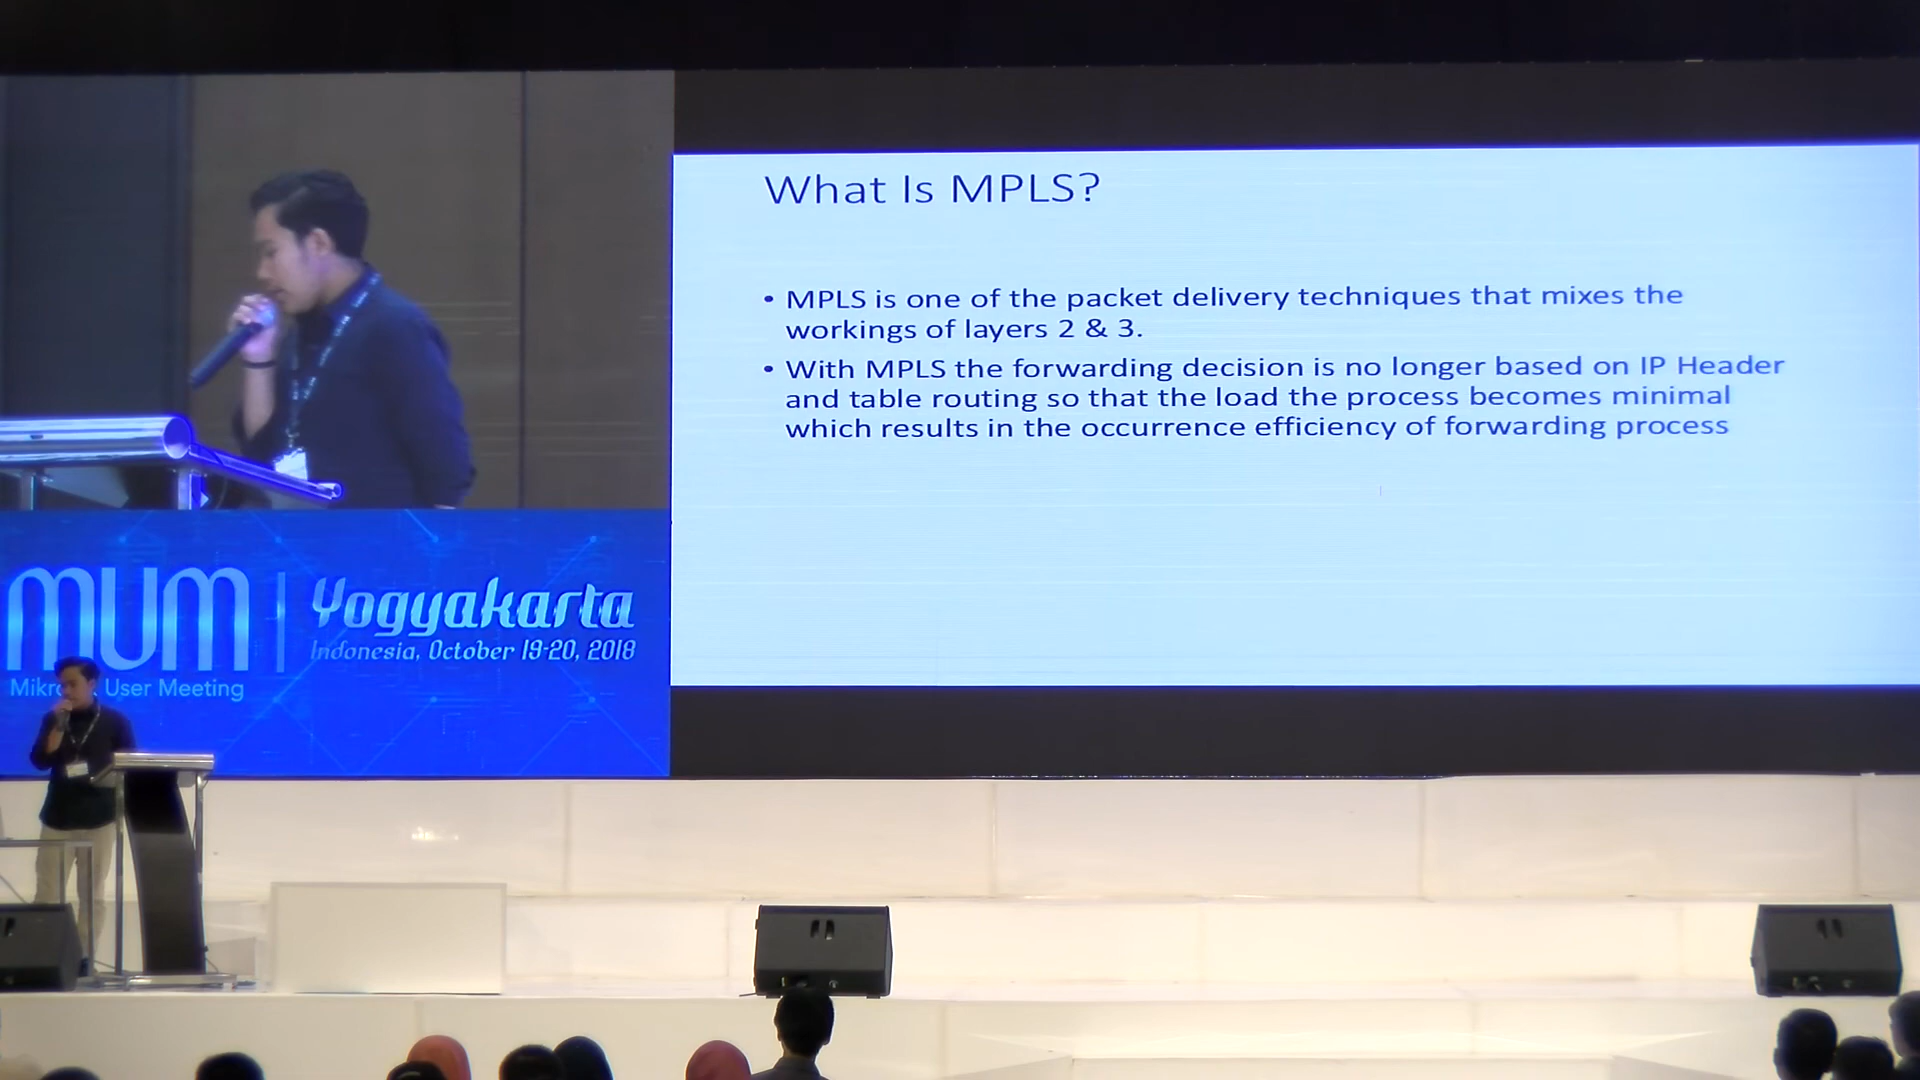 What Is MPLS?
• MPLS is one of the packet delivery techniques that mixes the
workings of layers 2 & 3.
• With MPLS the forwarding decision is no longer based on IP Header
and table routing so that the load the process becomes minimal
which results in the occurrence efficiency of forwarding process
mum
Yogyakarta
Indonesia, October 19-20, 2018
User Meeting